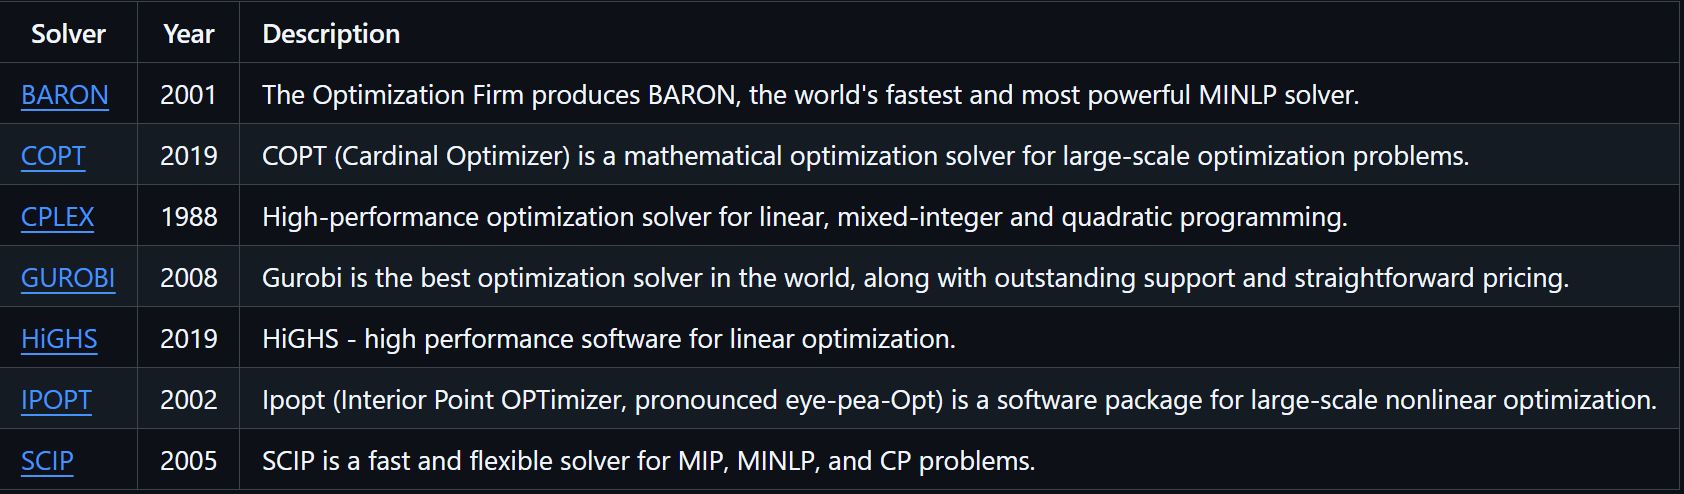 Solver Year Description
BARON 2001 The Optimization Firm produces BARON, the world's fastest and most powerful MINLP solver.
COPT 2019 COPT (Cardinal Optimizer) is a mathematical optimization solver for large-scale optimization problems.
CPLEX 1988 High-performance optimization solver for linear, mixed-integer and quadratic programming.
GUROBI 2008 Gurobi is the best optimization solver in the world, along with outstanding support and straightforward pricing.
HiGHS 2019 HiGHS - high performance software for linear optimization.
IPOPT 2002 Ipopt (Interior Point OPTimizer, pronounced eye-pea-Opt) is a software package for large-scale nonlinear optimization.
SCIP 2005 SCIP is a fast and flexible solver for MIP, MINLP, and CP problems.